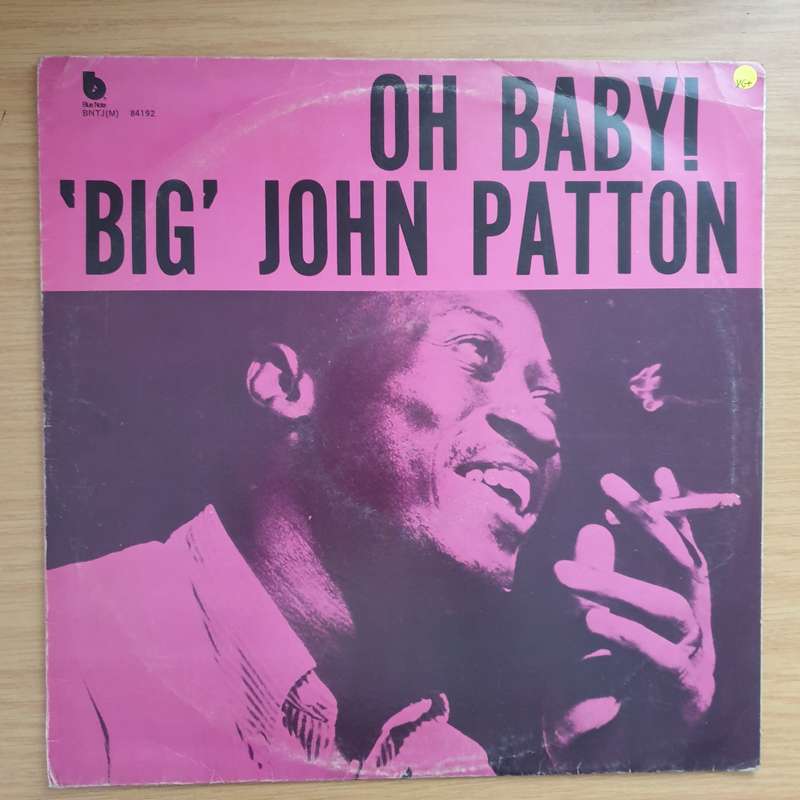 Blue Note
BNTJ(M) 84192
OH BABY!
'BIG' JOHN PATTON
VG+